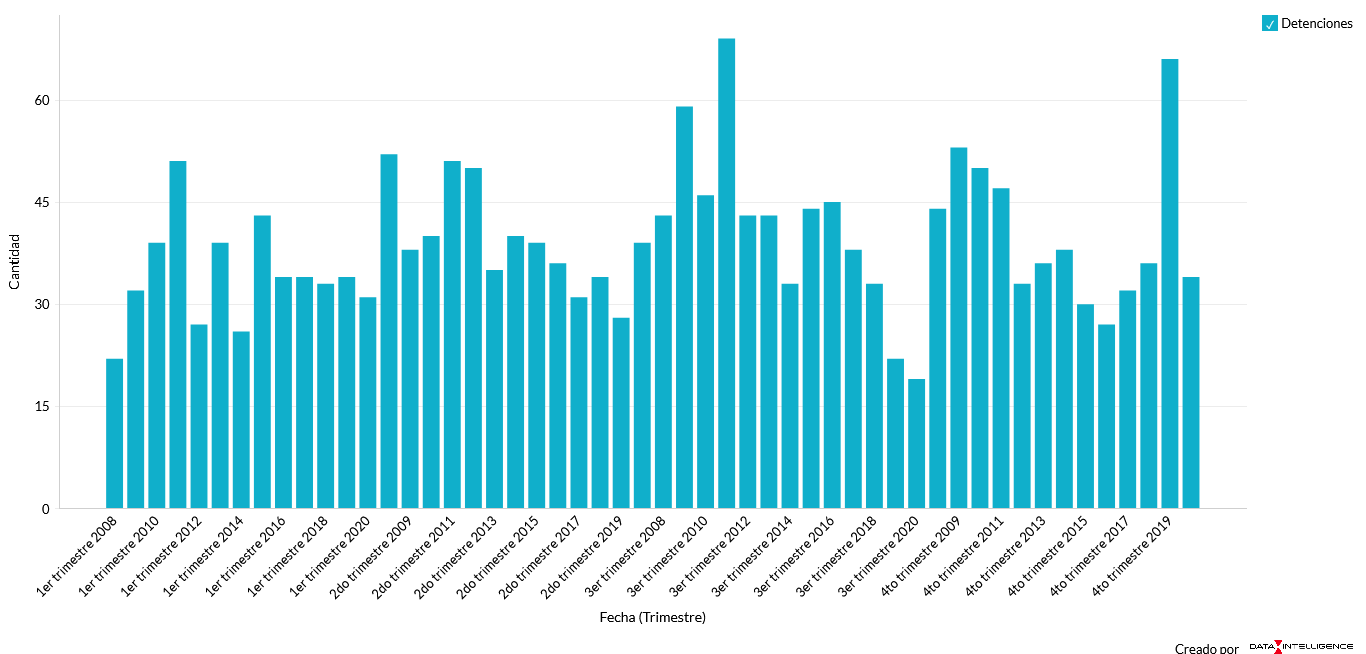 Detenciones
60
45
30
15
0
Cantidad
1er trimestre 2008
1er trimestre 2010
1er trimestre 2012
1er trimestre 2014
1er trimestre 2016
1er trimestre 2018
1er trimestre 2020
2do trimestre 2009
2do trimestre 2011
2do trimestre 2013
2do trimestre 2015
2do trimestre 2017
2do trimestre 2019
3er trimestre 2008
3er trimestre 2010
3er trimestre 2012
3er trimestre 2014
3er trimestre 2016
3er trimestre 2018
3er trimestre 2020
4to trimestre 2009
4to trimestre 2011
4to trimestre 2013
4to trimestre 2015
4to trimestre 2017
4to trimestre 2019
Fecha (Trimestre)
Creado por DATA INTELLIGENCE